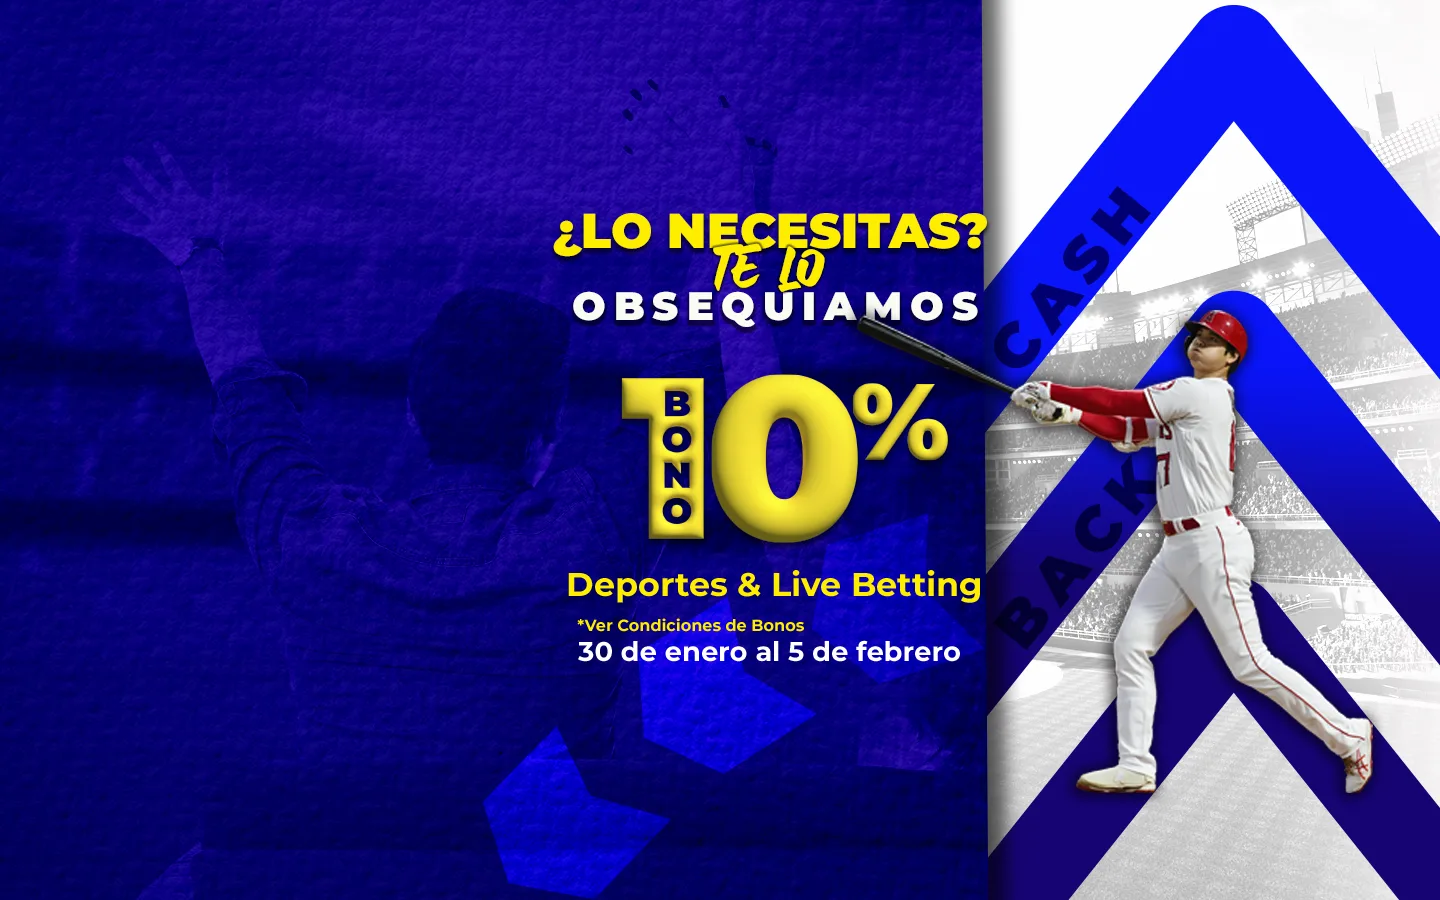 ¿LO NECESITAS?
TE LO
OBSEQUIAMOS
BONO
10%
Deportes & Live Betting
*Ver Condiciones de Bonos
30 de enero al 5 de febrero
CASH
BACK